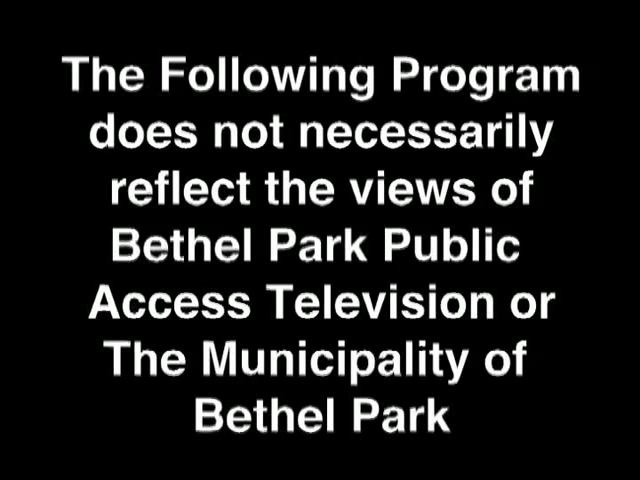 The Following Program
does not necessarily
reflect the views of
Bethel Park Public
Access Television or
The Municipality of
Bethel Park